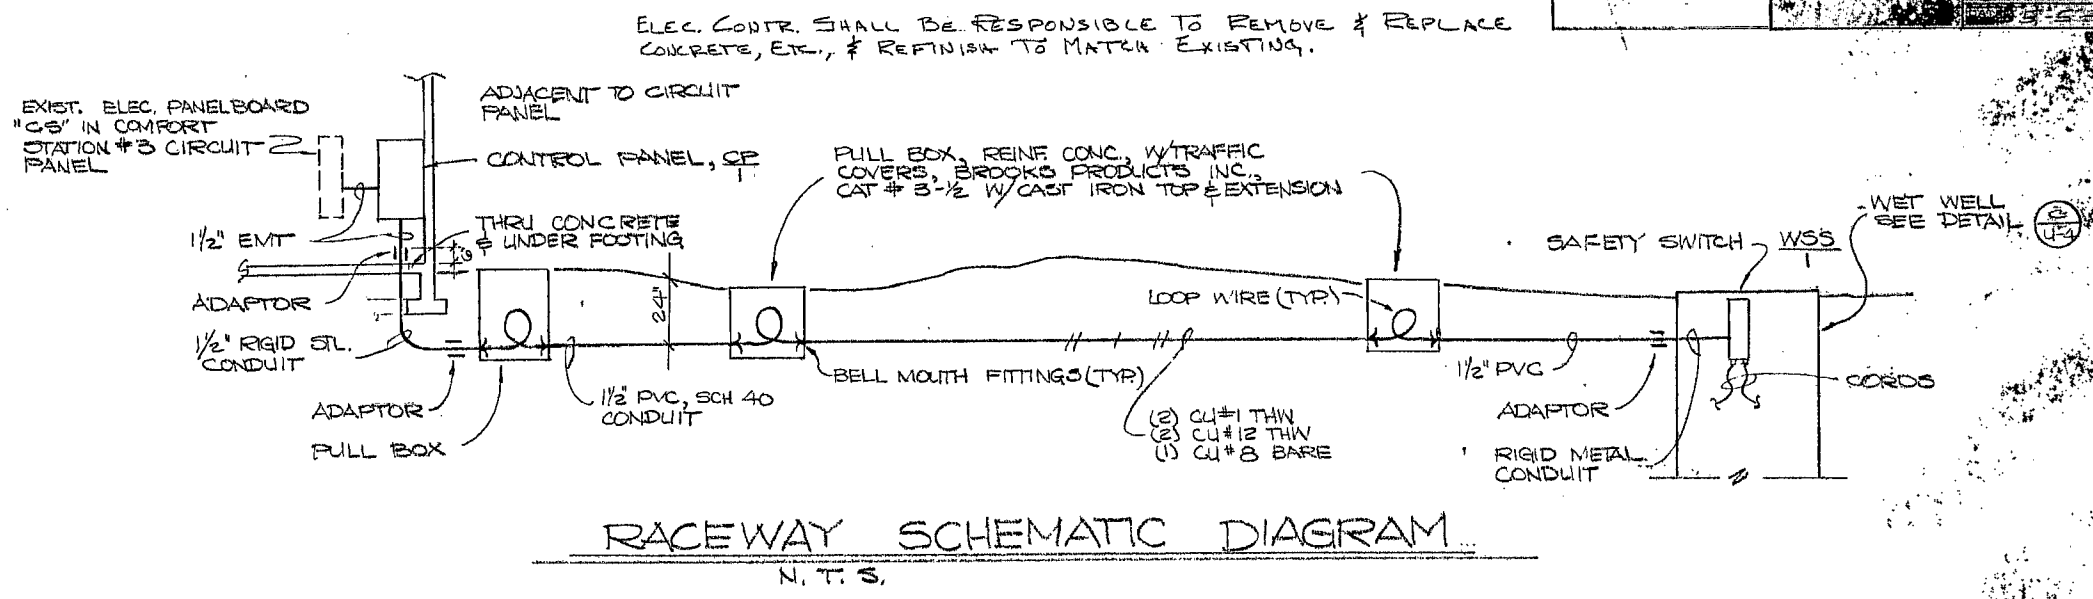 ELEC. CONTR. SHALL BE RESPONSIBLE TO REMOVE & REPLACE
CONCRETE, ETC., & REFINISH TO MATCH EXISTING.
EXIST. ELEC. PANELBOARD
"CS" IN COMFORT
STATION #3 CIRCUIT
PANEL
ADJACENT TO CIRCUIT
PANEL
CONTROL PANEL, CP
1
PULL BOX, REINF. CONC., W/TRAFFIC
COVERS, BROOKS PRODUCTS INC.,
CAT # 3-1/2 W/CAST IRON TOP & EXTENSION
THRU CONCRETE
& UNDER FOOTING
1 1/2" EMT
6"
ADAPTOR
1 1/2" RIGID STL.
CONDUIT
ADAPTOR
PULL BOX
24"
1 1/2" PVC, SCH 40
CONDUIT
BELL MOUTH FITTINGS (TYP.)
LOOP WIRE (TYP.)
(2) CU #1 THW
(2) CU #12 THW
(1) CU #8 BARE
SAFETY SWITCH
WSS
1
WET WELL
SEE DETAIL
2
U-4
1 1/2" PVC
ADAPTOR
RIGID METAL
CONDUIT
CORDS
RACEWAY SCHEMATIC DIAGRAM
N. T. S.